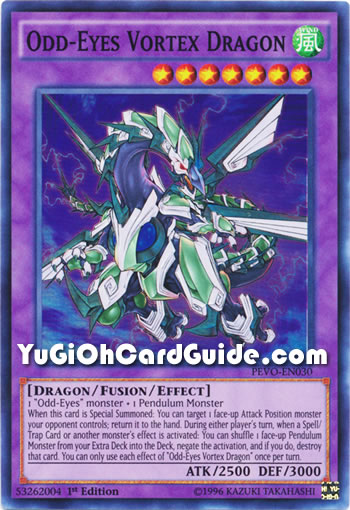 ODD-EYES VORTEX DRAGON
WIND
風
YuGiOhCardGuide.com
PEVO-EN030
[DRAGON/FUSION/EFFECT]
1 "Odd-Eyes" monster + 1 Pendulum Monster
When this card is Special Summoned: You can target 1 face-up Attack Position monster
your opponent controls; return it to the hand. During either player's turn, when a Spell/
Trap Card or another monster's effect is activated: You can shuffle 1 face-up Pendulum
Monster from your Extra Deck into the Deck, negate the activation, and if you do, destroy
that card. You can only use each effect of "Odd-Eyes Vortex Dragon" once per turn.
ATK/2500 DEF/3000
53262004 1st Edition ©1996 KAZUKI TAKAHASHI